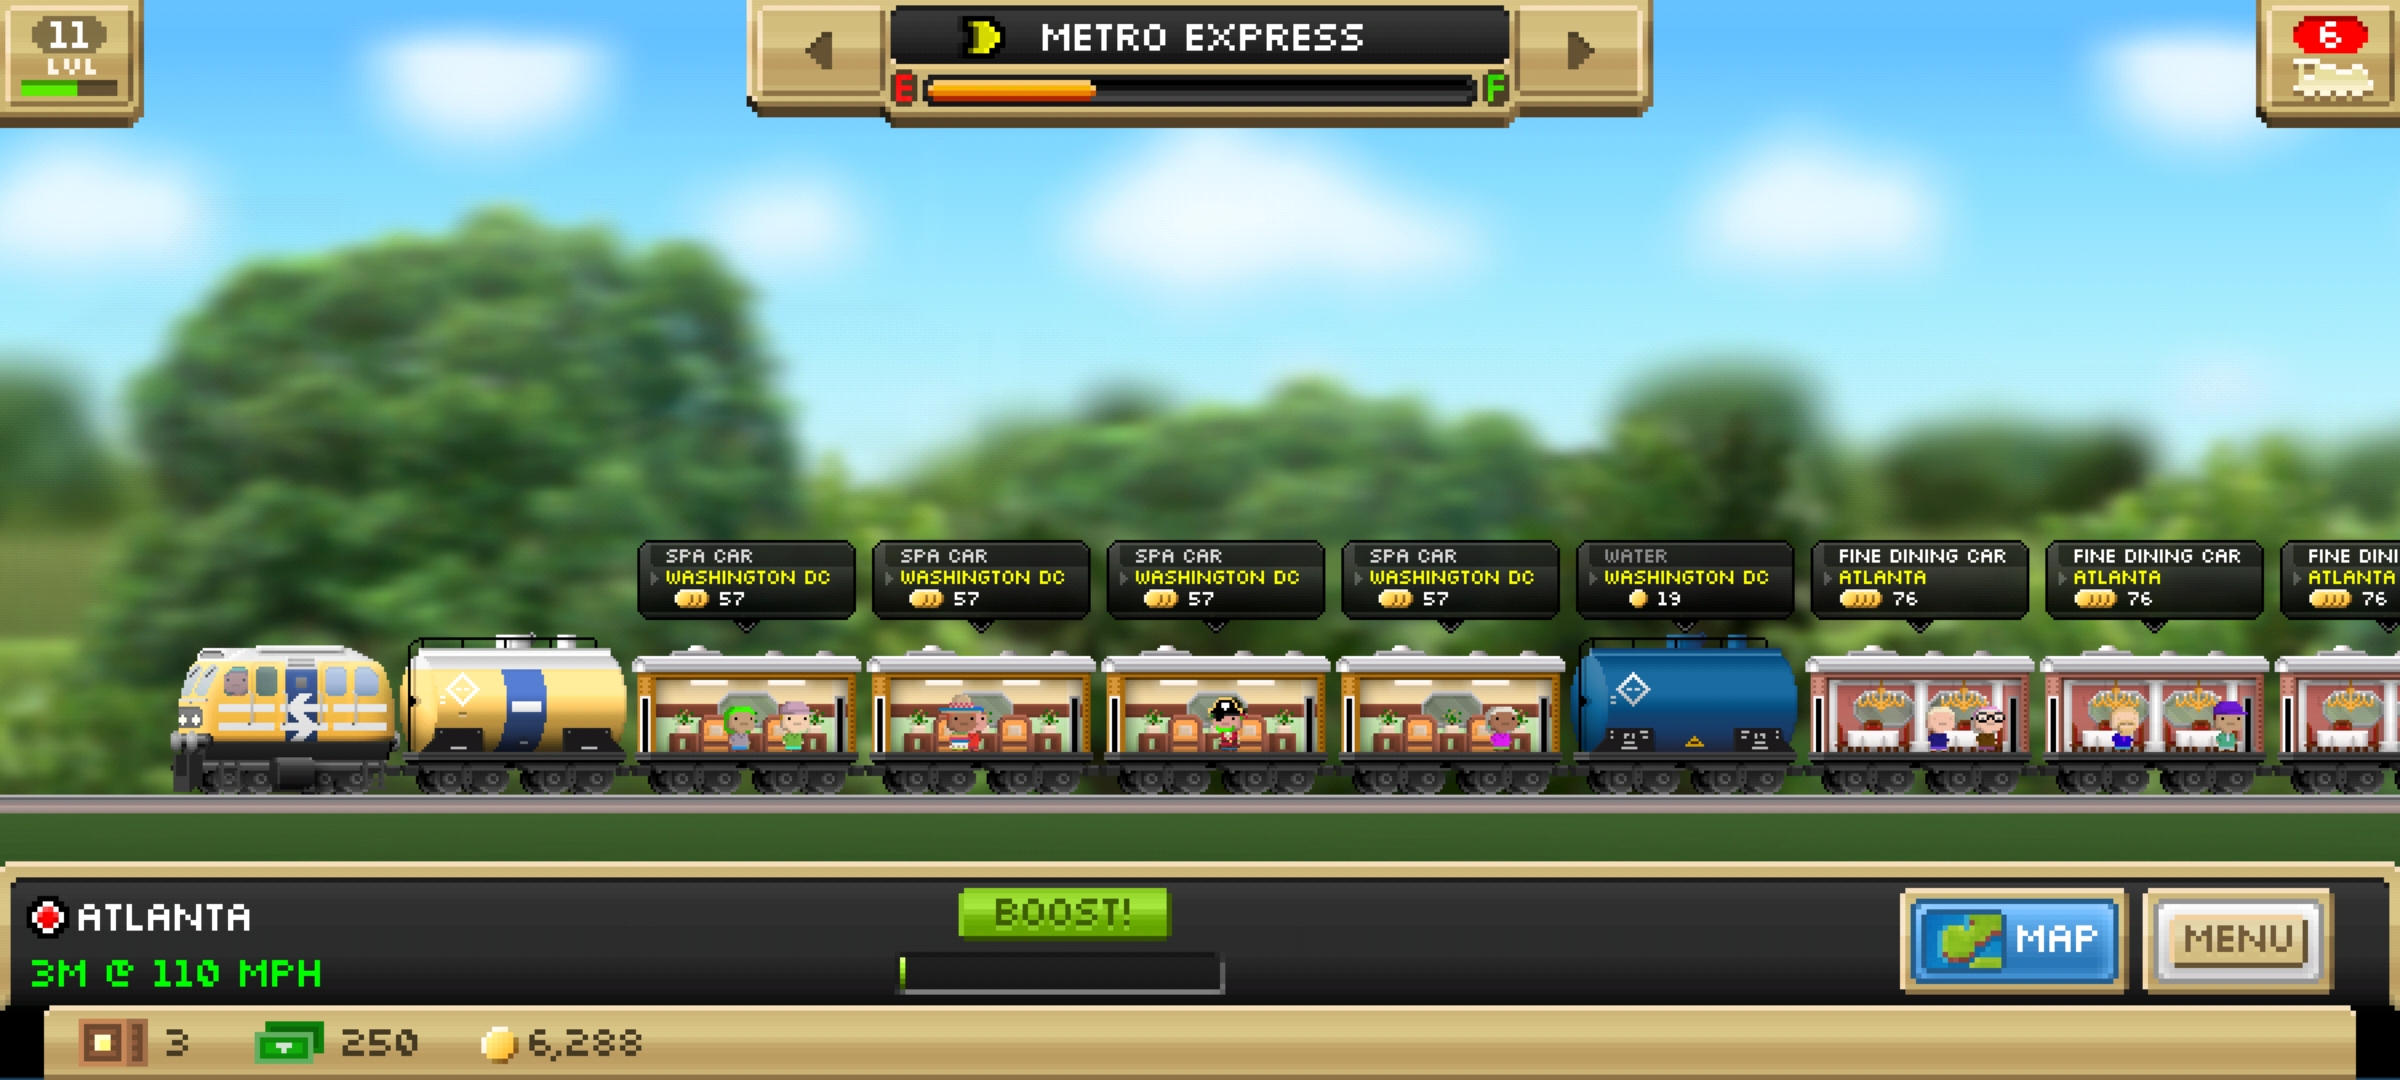 11
LVL
METRO EXPRESS
E
F
6
SPA CAR
WASHINGTON DC
57
SPA CAR
WASHINGTON DC
57
SPA CAR
WASHINGTON DC
57
SPA CAR
WASHINGTON DC
57
WATER
WASHINGTON DC
19
FINE DINING CAR
ATLANTA
76
FINE DINING CAR
ATLANTA
76
FINE DINI
ATLANTA
76
ATLANTA
3M @ 110 MPH
BOOST!
MAP
MENU
3
250
6,288